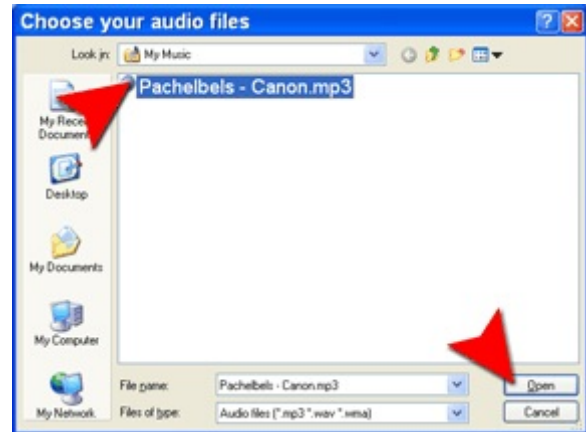 Choose your audio files
Look in: My Music
Pachelbels - Canon.mp3
My Recent
Documents
Desktop
My Documents
My Computer
My Network
File name: Pachelbels - Canon.mp3 Open
Files of type: Audio files (*.mp3 *.wav *.wma) Cancel